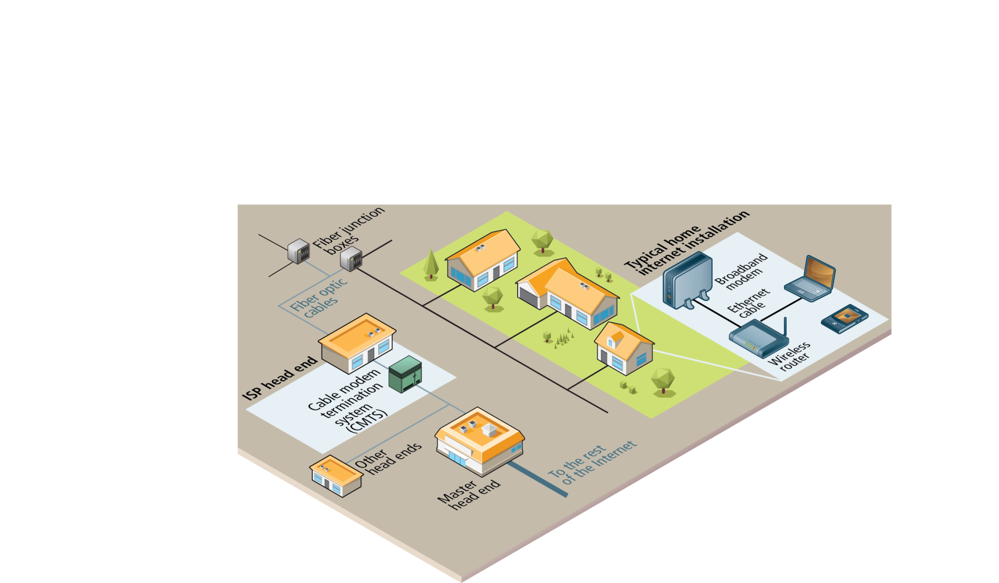 Fiber junction
boxes
Fiber optic
cables
Typical home
internet installation
Broadband
modem
Ethernet
cable
Wireless
router
ISP head end
Cable modem
termination
system
(CMTS)
Other
head ends
Master
head end
To the rest
of the Internet